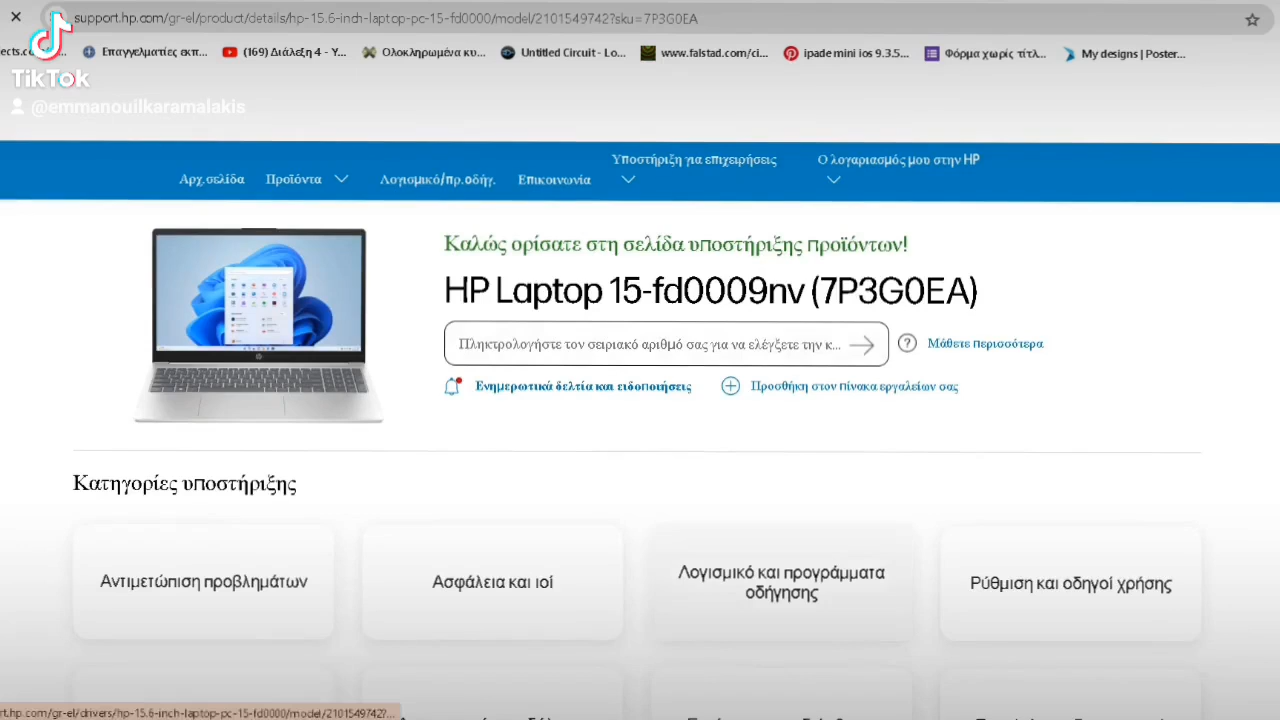 support.hp.com/gr-el/product/details/hp-15.6-inch-laptop-pc-15-fd0000/model/2101549742?sku=7P3G0EA
ects.co
Επαγγελματίες εκπ...
(169) Διάλεξη 4 - Υ...
Ολοκληρωμένα κυ...
Untitled Circuit - Lo...
www.falstad.com/ci...
ipade mini ios 9.3.5...
Φόρμα χωρίς τίτλ...
My designs | Poster...
TikTok
@emmanouilkaramalakis
Αρχ.σελίδα
Προϊόντα
Λογισμικό/πρ.οδήγ.
Επικοινωνία
Υποστήριξη για επιχειρήσεις
Ο λογαριασμός μου στην HP
Καλώς ορίσατε στη σελίδα υποστήριξης προϊόντων!
HP Laptop 15-fd0009nv (7P3G0EA)
Πληκτρολογήστε τον σειριακό αριθμό σας για να ελέγξετε την κ...
Μάθετε περισσότερα
Ενημερωτικά δελτία και ειδοποιήσεις
Προσθήκη στον πίνακα εργαλείων σας
Κατηγορίες υποστήριξης
Αντιμετώπιση προβλημάτων
Ασφάλεια και ιοί
Λογισμικό και προγράμματα
οδήγησης
Ρύθμιση και οδηγοί χρήσης
rt.hp.com/gr-el/drivers/hp-15.6-inch-laptop-pc-15-fd0000/model/2101549742?...